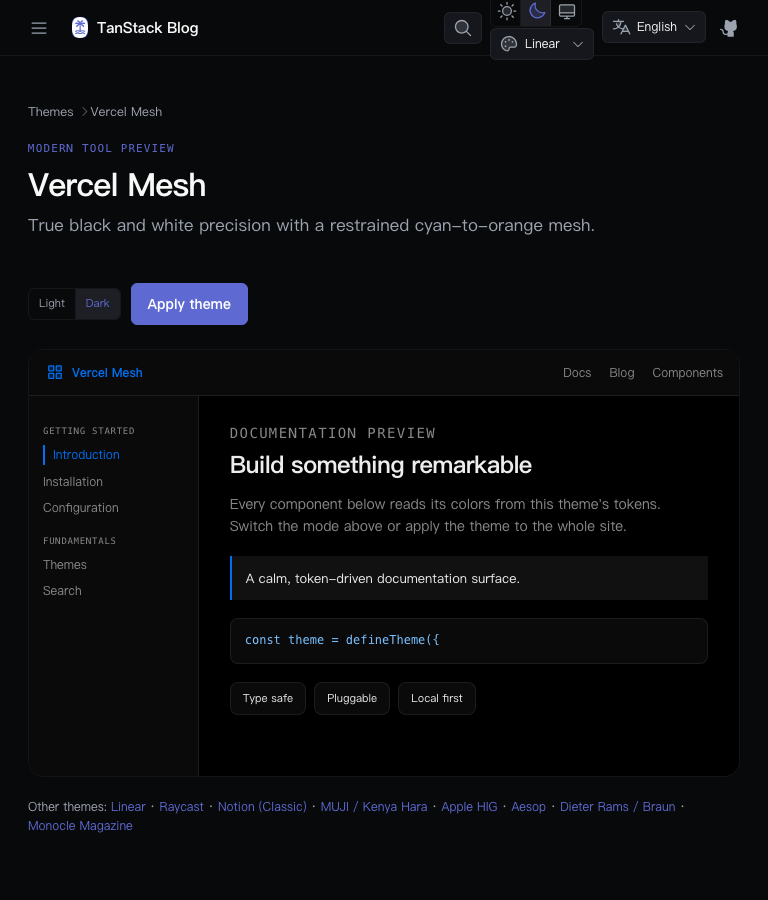 TanStack Blog
Linear
English
Themes
Vercel Mesh
MODERN TOOL PREVIEW
Vercel Mesh
True black and white precision with a restrained cyan-to-orange mesh.
Light
Dark
Apply theme
Vercel Mesh
Docs
Blog
Components
GETTING STARTED
Introduction
Installation
Configuration
FUNDAMENTALS
Themes
Search
DOCUMENTATION PREVIEW
Build something remarkable
Every component below reads its colors from this theme's tokens.
Switch the mode above or apply the theme to the whole site.
A calm, token-driven documentation surface.
const theme = defineTheme({
Type safe
Pluggable
Local first
Other themes: Linear · Raycast · Notion (Classic) · MUJI / Kenya Hara · Apple HIG · Aesop · Dieter Rams / Braun ·
Monocle Magazine